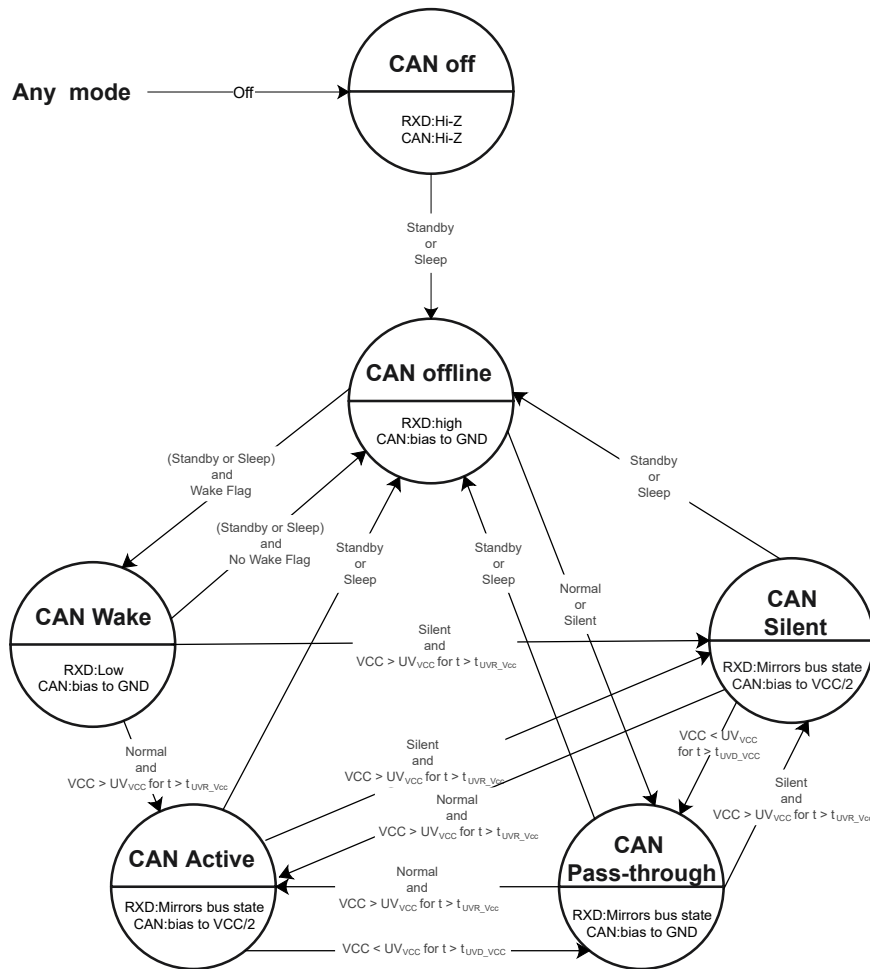 CAN off
Any mode
Off
RXD:Hi-Z
CAN:Hi-Z
Standby
or
Sleep
CAN offline
RXD:high
CAN:bias to GND
(Standby or Sleep)
and
Wake Flag
(Standby or Sleep)
and
No Wake Flag
Standby
or
Sleep
Standby
or
Sleep
Normal
or
Silent
Standby
or
Sleep
CAN Wake
RXD:Low
CAN:bias to GND
Silent
and
VCC > UVVCC for t > tUVR_Vcc
CAN
Silent
RXD:Mirrors bus state
CAN:bias to VCC/2
Normal
and
VCC > UVVCC for t > tUVR_Vcc
Silent
and
VCC > UVVCC for t > tUVR_Vcc
Normal
and
VCC > UVVCC for t > tUVR_Vcc
VCC < UVVCC
for t > tUVD_VCC
Silent
and
VCC > UVVCC for t > tUVR_Vcc
CAN Active
RXD:Mirrors bus state
CAN:bias to VCC/2
Normal
and
VCC > UVVCC for t > tUVR_Vcc
VCC < UVVCC for t > tUVD_VCC
CAN
Pass-through
RXD:Mirrors bus state
CAN:bias to GND